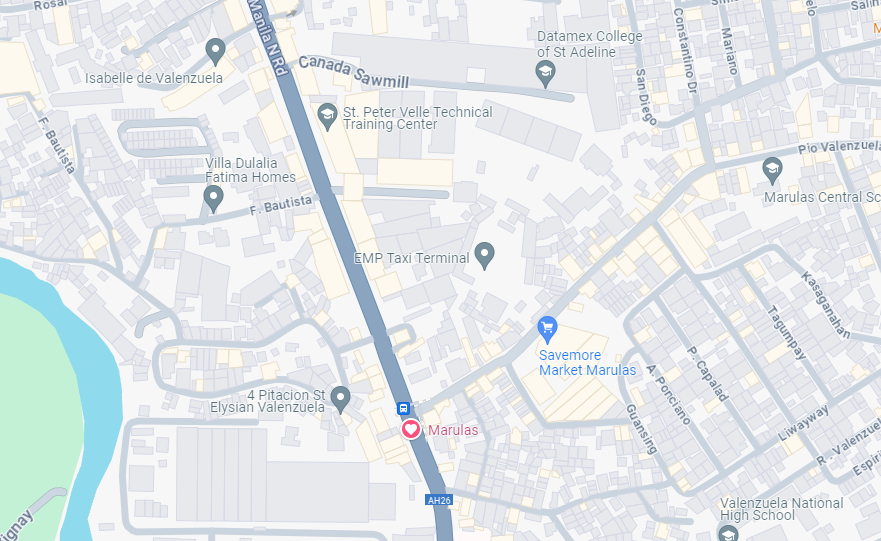 Rosal
Manila N Rd
Isabelle de Valenzuela
Canada Sawmill
Datamex College
of St Adeline
San Diego
Constantino Dr
Mariano
St. Peter Velle Technical
Training Center
F. Bautista
Villa Dulalia
Fatima Homes
F. Bautista
Pio Valenzuela
Marulas Central Sc
EMP Taxi Terminal
Kasaganahan
Tagumpay
Savemore
Market Marulas
P. Capalad
A. Ponciano
4 Pitacion St
Elysian Valenzuela
Guansing
Liwayway
Marulas
R. Valenzuel
Espiri
AH26
Valenzuela National
High School
ignay